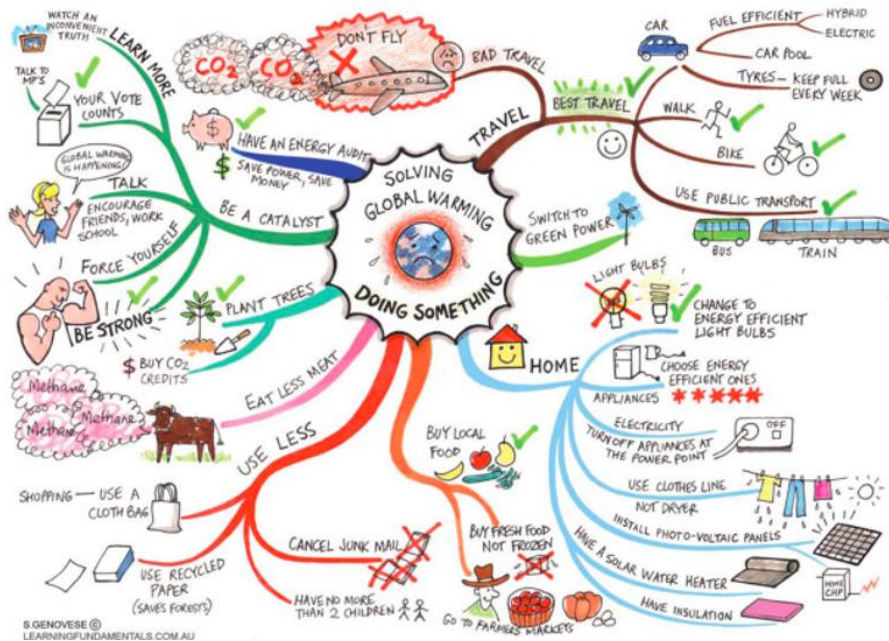 WATCH AN
INCONVENIENT
TRUTH
LEARN MORE
TALK TO
MP'S
YOUR VOTE
COUNTS
GLOBAL WARMING
IS HAPPENING!
TALK
ENCOURAGE
FRIENDS, WORK
SCHOOL
FORCE YOURSELF
BE STRONG
BE A CATALYST
CO2
CO2
DON'T FLY
BAD TRAVEL
TRAVEL
BEST TRAVEL
CAR
FUEL EFFICIENT
HYBRID
ELECTRIC
CAR POOL
TYRES — KEEP FULL
EVERY WEEK
WALK
BIKE
USE PUBLIC TRANSPORT
BUS
TRAIN
$
HAVE AN ENERGY AUDIT
$ SAVE POWER, SAVE
MONEY
SOLVING
GLOBAL WARMING
DOING SOMETHING
SWITCH TO
GREEN POWER
PLANT TREES
$ BUY CO2
CREDITS
EAT LESS MEAT
Methane
Methane
Methane
USE LESS
SHOPPING — USE A
CLOTH BAG
USE RECYCLED
PAPER
(SAVES FORESTS)
CANCEL JUNK MAIL
HAVE NO MORE
THAN 2 CHILDREN
BUY LOCAL
FOOD
BUY FRESH FOOD
NOT FROZEN
GO TO FARMERS MARKETS
HOME
LIGHT BULBS
CHANGE TO
ENERGY EFFICIENT
LIGHT BULBS
CHOOSE ENERGY
EFFICIENT ONES
APPLIANCES
ELECTRICITY
TURN OFF APPLIANCES AT
THE POWER POINT
OFF
USE CLOTHES LINE
NOT DRYER
INSTALL PHOTO-VOLTAIC PANELS
HOME
CHP
HAVE A SOLAR
WATER HEATER
HAVE INSULATION
S.GENOVESE ©
LEARNINGFUNDAMENTALS.COM.AU